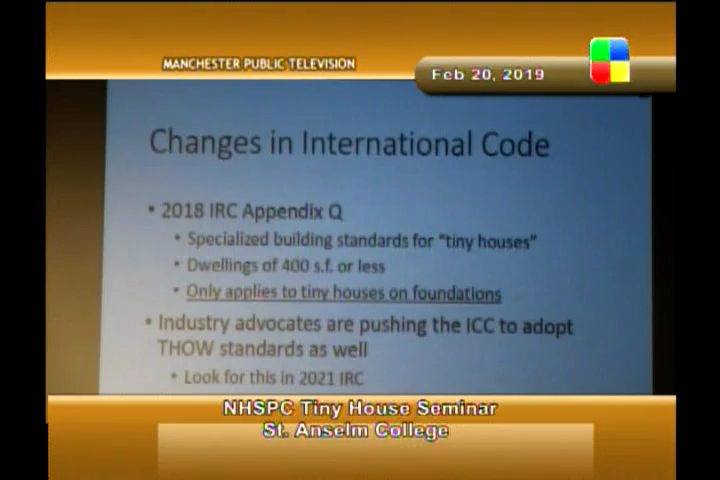 MANCHESTER PUBLIC TELEVISION
Feb 20, 2019
Changes in International Code
• 2018 IRC Appendix Q
• Specialized building standards for "tiny houses"
• Dwellings of 400 s.f. or less
• Only applies to tiny houses on foundations
• Industry advocates are pushing the ICC to adopt
THOW standards as well
• Look for this in 2021 IRC
NHSPC Tiny House Seminar
St. Anselm College